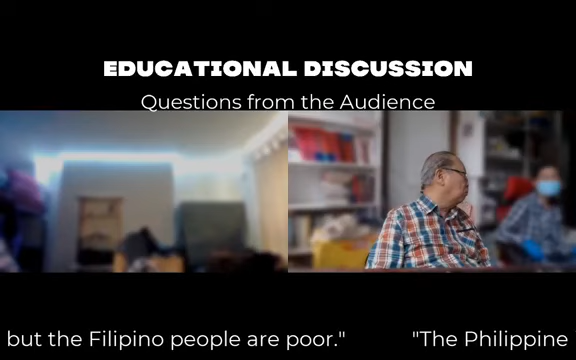 EDUCATIONAL DISCUSSION
Questions from the Audience
but the Filipino people are poor." "The Philippine